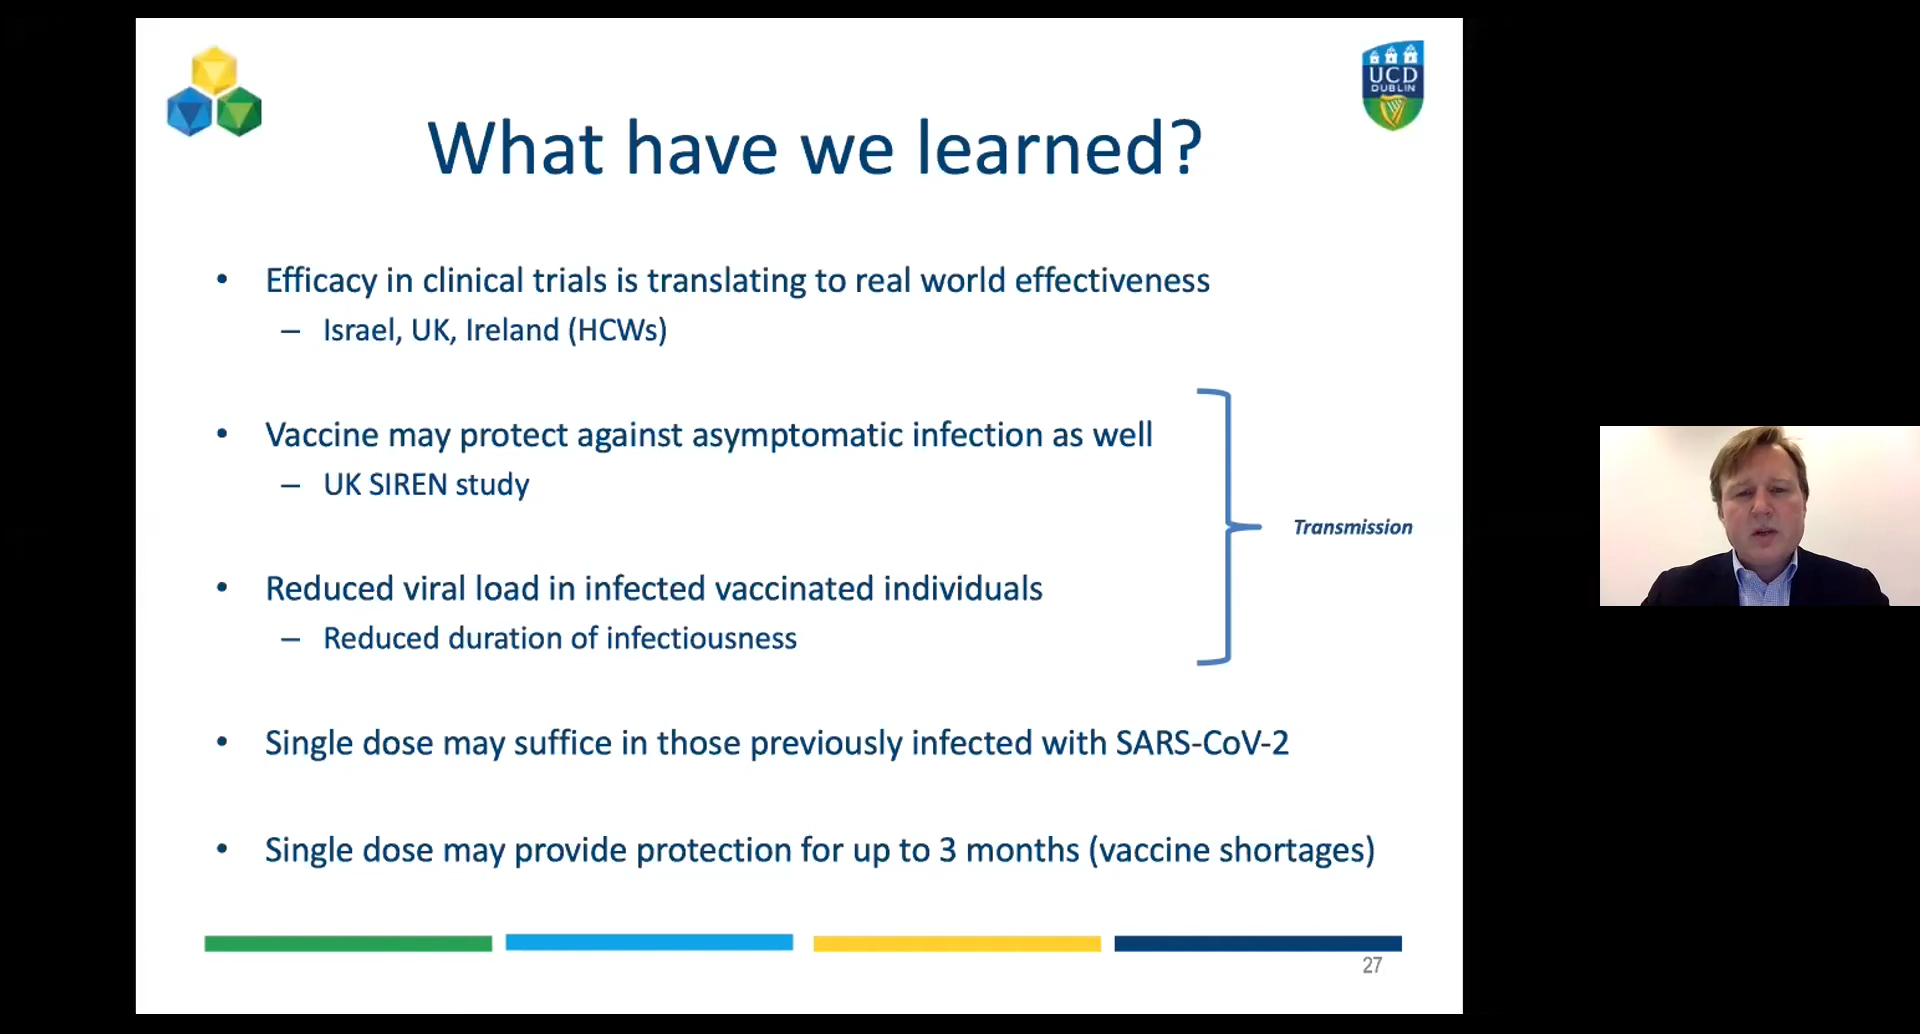 UCD
DUBLIN
What have we learned?
• Efficacy in clinical trials is translating to real world effectiveness
– Israel, UK, Ireland (HCWs)
• Vaccine may protect against asymptomatic infection as well
– UK SIREN study
Transmission
• Reduced viral load in infected vaccinated individuals
– Reduced duration of infectiousness
• Single dose may suffice in those previously infected with SARS-CoV-2
• Single dose may provide protection for up to 3 months (vaccine shortages)
27